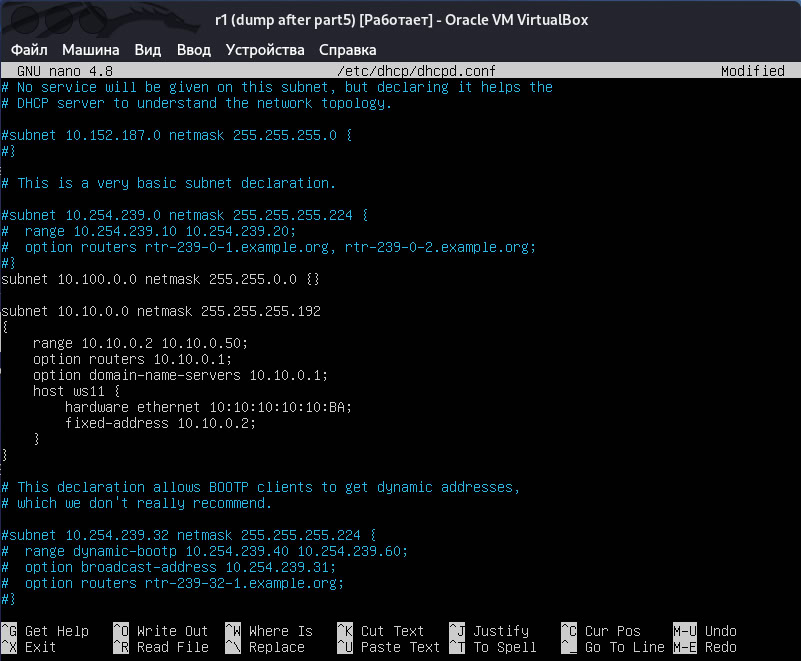 r1 (dump after part5) [Работает] - Oracle VM VirtualBox
Файл Машина Вид Ввод Устройства Справка
GNU nano 4.8 /etc/dhcp/dhcpd.conf Modified
# No service will be given on this subnet, but declaring it helps the
# DHCP server to understand the network topology.
#subnet 10.152.187.0 netmask 255.255.255.0 {
#}
# This is a very basic subnet declaration.
#subnet 10.254.239.0 netmask 255.255.255.224 {
#  range 10.254.239.10 10.254.239.20;
#  option routers rtr-239-0-1.example.org, rtr-239-0-2.example.org;
#}
subnet 10.100.0.0 netmask 255.255.0.0 {}
subnet 10.10.0.0 netmask 255.255.255.192
{
    range 10.10.0.2 10.10.0.50;
    option routers 10.10.0.1;
    option domain-name-servers 10.10.0.1;
    host ws11 {
        hardware ethernet 10:10:10:10:10:BA;
        fixed-address 10.10.0.2;
    }
}
# This declaration allows BOOTP clients to get dynamic addresses,
# which we don't really recommend.
#subnet 10.254.239.32 netmask 255.255.255.224 {
#  range dynamic-bootp 10.254.239.40 10.254.239.60;
#  option broadcast-address 10.254.239.31;
#  option routers rtr-239-32-1.example.org;
#}
^G Get Help ^O Write Out ^W Where Is ^K Cut Text ^J Justify ^C Cur Pos M-U Undo
^X Exit ^R Read File ^\ Replace ^U Paste Text ^T To Spell ^_ Go To Line M-E Redo